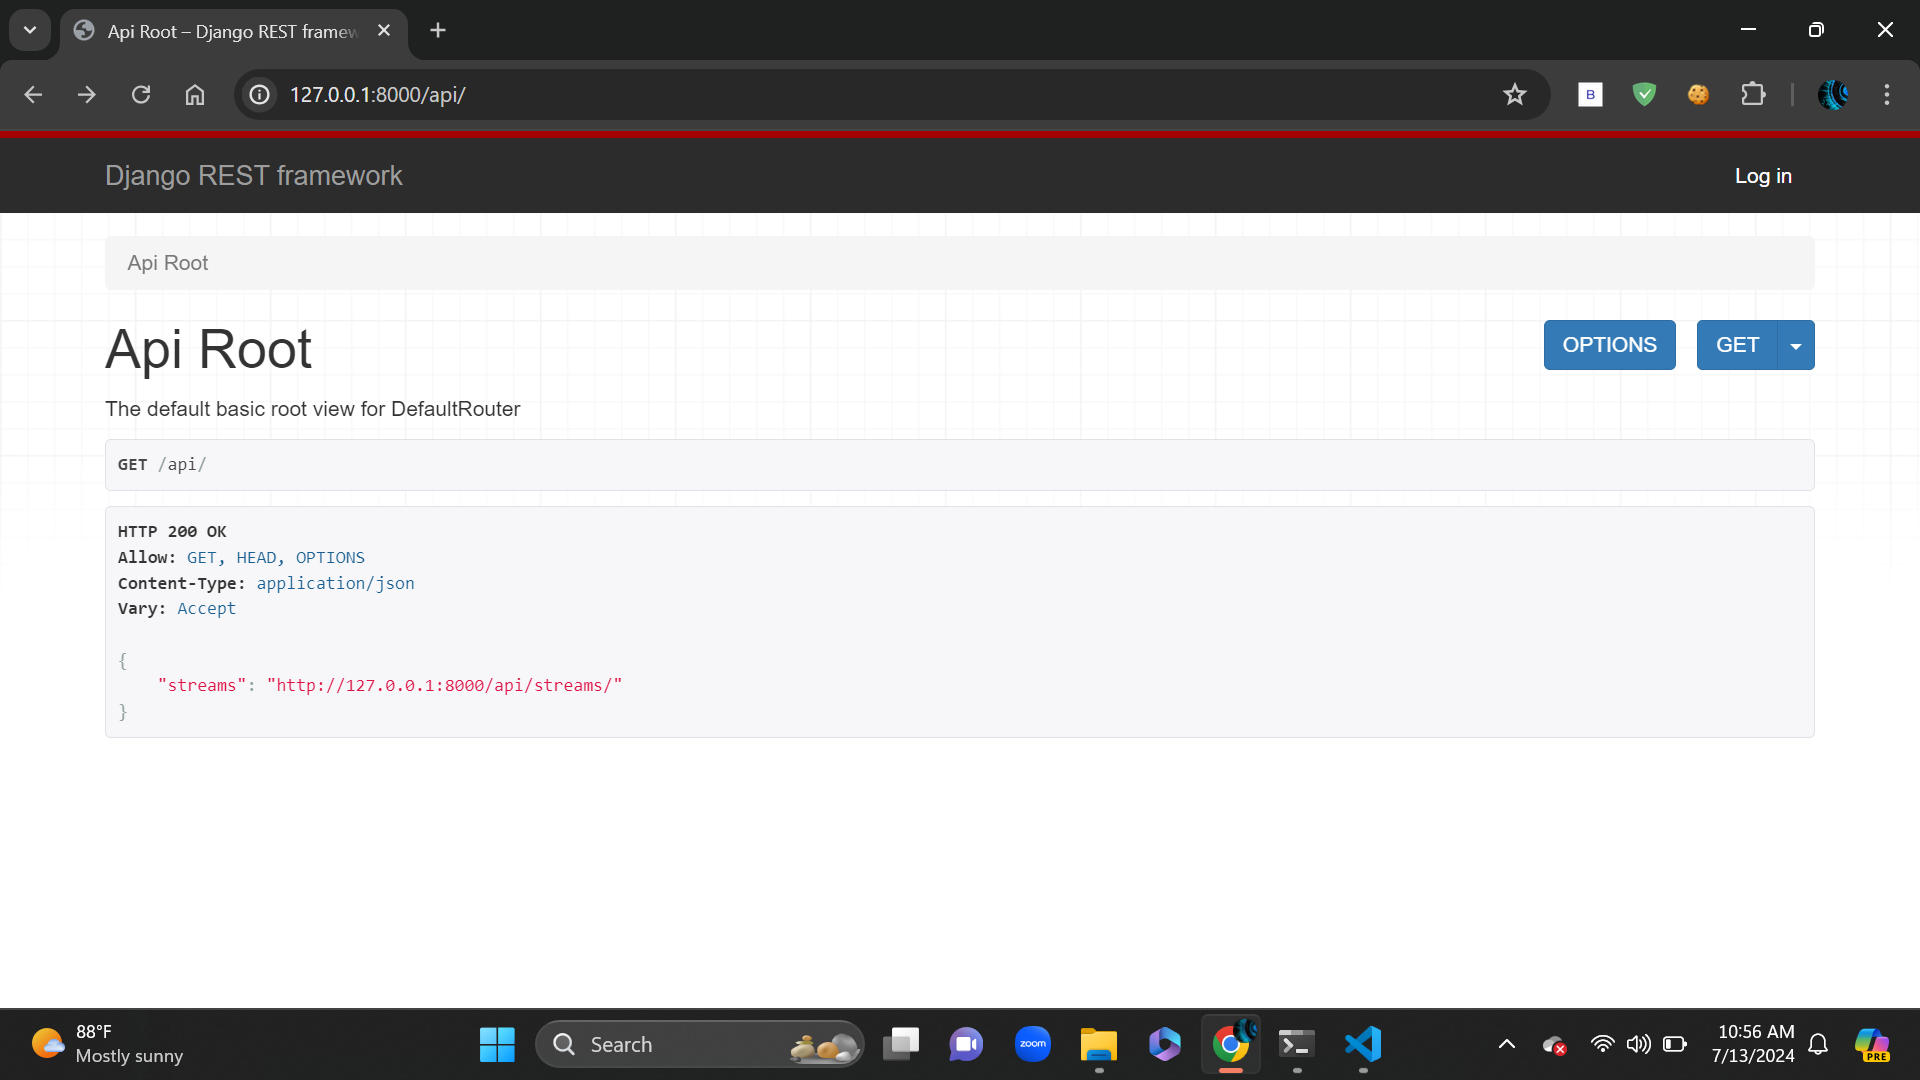 Api Root – Django REST framew
127.0.0.1:8000/api/
B
Django REST framework
Log in
Api Root
Api Root
OPTIONS
GET
The default basic root view for DefaultRouter
GET /api/
HTTP 200 OK
Allow: GET, HEAD, OPTIONS
Content-Type: application/json
Vary: Accept
{
"streams": "http://127.0.0.1:8000/api/streams/"
}
88°F
Mostly sunny
Search
zoom
10:56 AM
7/13/2024
PRE